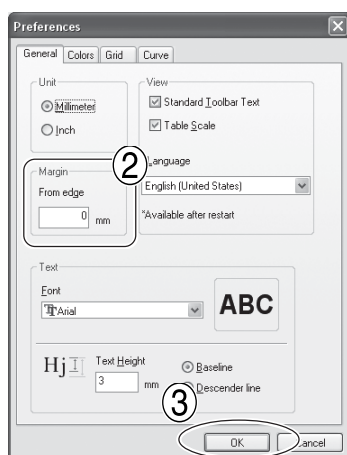 Preferences
General Colors Grid Curve
Unit
Millimeter
Inch
View
Standard Toolbar Text
Table Scale
Margin
From edge
0 mm
2
Language
English (United States)
*Available after restart
Text
Font
Arial
ABC
Hj
Text Height
3 mm
Baseline
Descender line
3
OK
Cancel